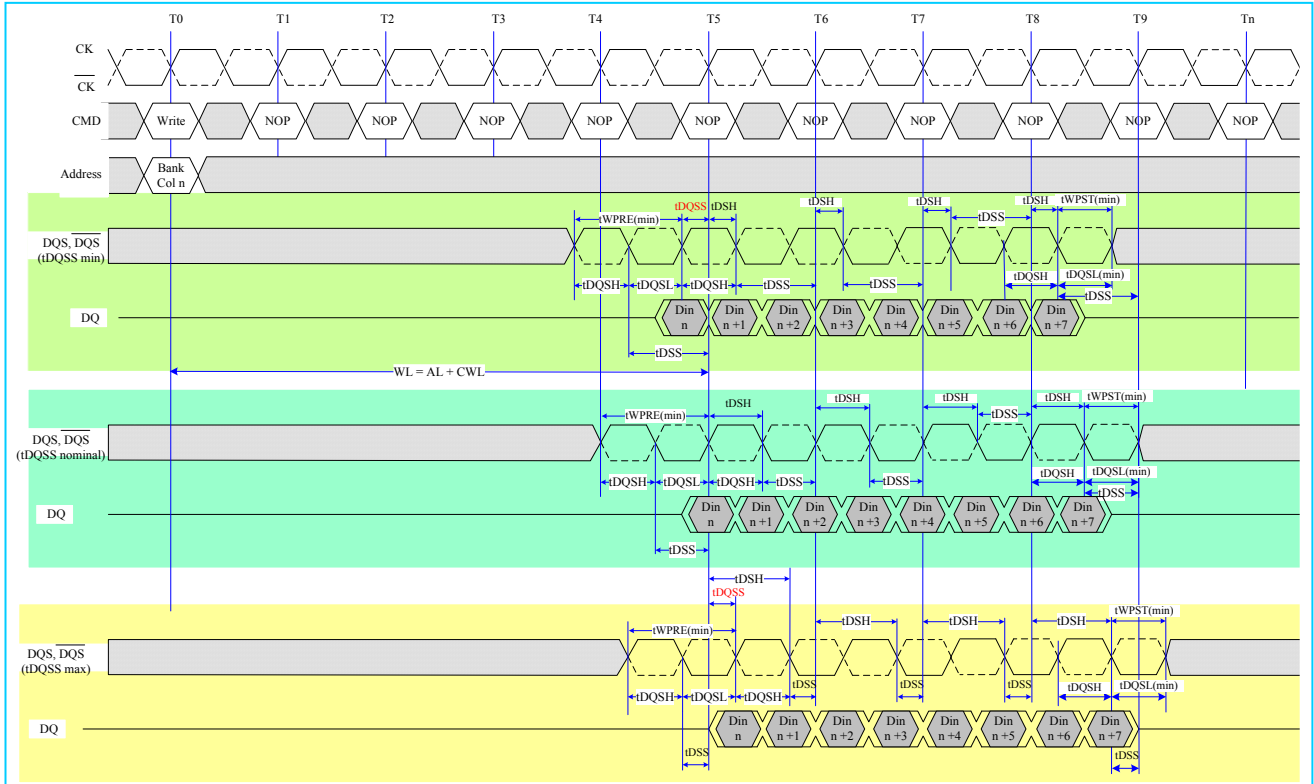 T0 T1 T2 T3 T4 T5 T6 T7 T8 T9 Tn
CK
CK
CMD Write NOP NOP NOP NOP NOP NOP NOP NOP NOP NOP
Address Bank
Col n
tDQSS tDSH tDSH tDSH tDSH tWPST(min)
tWPRE(min) tDSS
DQS, DQS
(tDQSS min)
tDQSH tDQSL tDQSH tDSS tDSS tDQSH tDQSL(min)
tDSS
DQ Din n Din n +1 Din n +2 Din n +3 Din n +4 Din n +5 Din n +6 Din n +7
tDSS
WL = AL + CWL
tDSH tDSH tDSH tDSH tWPST(min)
tWPRE(min) tDSS
DQS, DQS
(tDQSS nominal)
tDQSH tDQSL tDQSH tDSS tDSS tDQSH tDQSL(min)
tDSS
DQ Din n Din n +1 Din n +2 Din n +3 Din n +4 Din n +5 Din n +6 Din n +7
tDSS
tDSH
tDQSS
tWPRE(min) tDSH tDSH tDSH tWPST(min)
DQS, DQS
(tDQSS max)
tDQSH tDQSL tDQSH tDSS tDSS tDSS tDQSH tDQSL(min)
DQ Din n Din n +1 Din n +2 Din n +3 Din n +4 Din n +5 Din n +6 Din n +7
tDSS tDSS